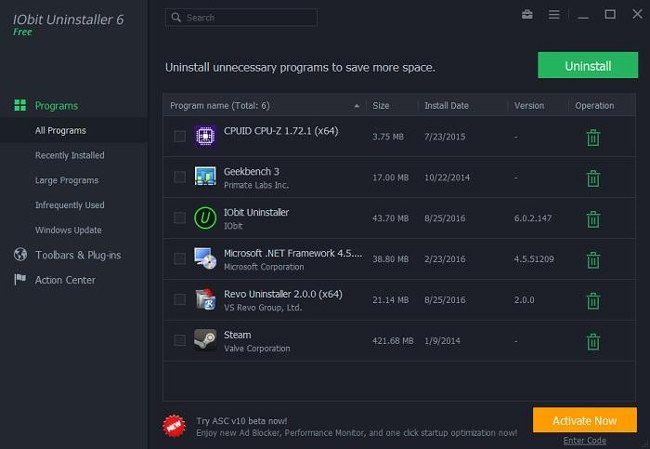 IObit Uninstaller 6
Free
Search
Uninstall unnecessary programs to save more space.
Uninstall
Programs
All Programs
Recently Installed
Large Programs
Infrequently Used
Windows Update
Toolbars & Plug-ins
Action Center
Program name (Total: 6) Size Install Date Version Operation
CPUID CPU-Z 1.72.1 (x64) 3.75 MB 7/23/2015 -
Geekbench 3
Primate Labs Inc. 17.00 MB 10/22/2014 -
IObit Uninstaller
IObit 43.70 MB 8/25/2016 6.0.2.147
Microsoft .NET Framework 4.5....
Microsoft Corporation 38.80 MB 2/23/2016 4.5.51209
Revo Uninstaller 2.0.0 (x64)
VS Revo Group, Ltd. 21.14 MB 8/25/2016 2.0.0
Steam
Valve Corporation 421.68 MB 1/9/2014 -
NEW
Try ASC v10 beta now!
Enjoy new Ad Blocker, Performance Monitor, and one click startup optimization now!
Activate Now
Enter Code